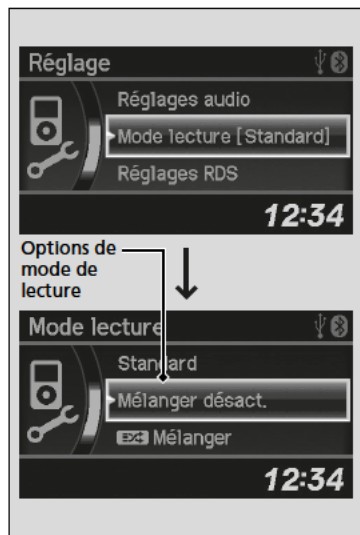 Réglage
Réglages audio
Mode lecture [Standard]
Réglages RDS
12:34
Options de
mode de
lecture
Mode lecture
Standard
Mélanger désact.
Mélanger
12:34